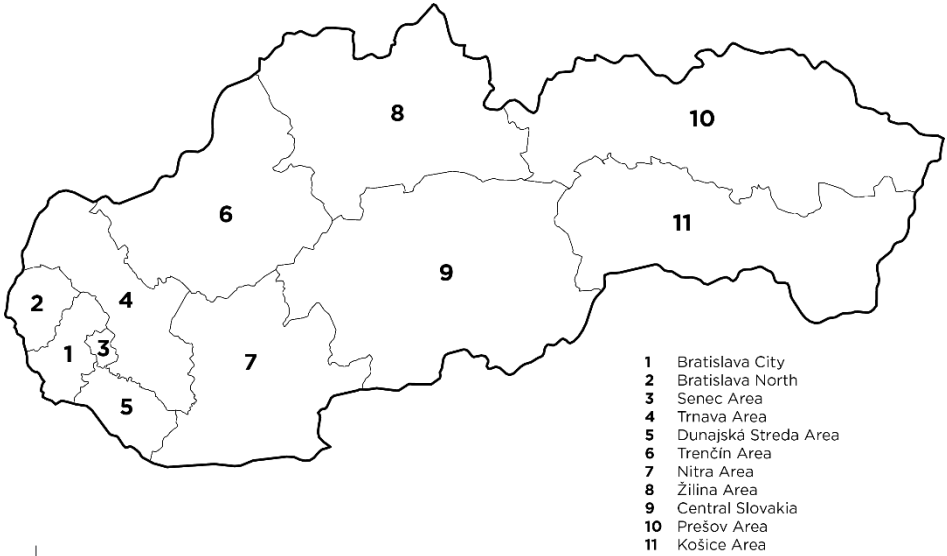 8
10
6
11
9
2
4
1
3
7
5
1 Bratislava City
2 Bratislava North
3 Senec Area
4 Trnava Area
5 Dunajská Streda Area
6 Trenčín Area
7 Nitra Area
8 Žilina Area
9 Central Slovakia
10 Prešov Area
11 Košice Area